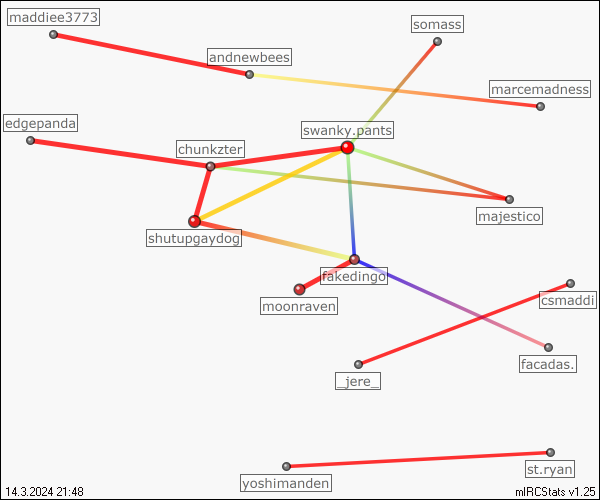 maddiee3773
somass
andnewbees
marcemadness
edgepanda
swanky.pants
chunkzter
majestico
shutupgaydog
fakedingo
csmaddi
moonraven
facadas.
_jere_
st.ryan
yoshimanden
14.3.2024 21:48
mIRCStats v1.25